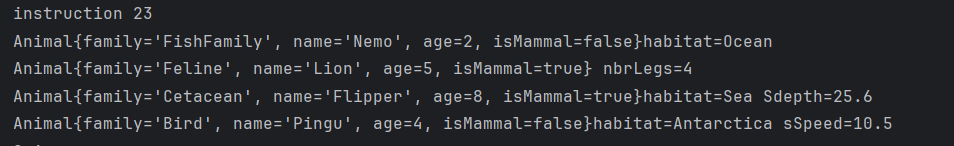 instruction 23
Animal{family='FishFamily', name='Nemo', age=2, isMammal=false}habitat=Ocean
Animal{family='Feline', name='Lion', age=5, isMammal=true} nbrLegs=4
Animal{family='Cetacean', name='Flipper', age=8, isMammal=true}habitat=Sea Sdepth=25.6
Animal{family='Bird', name='Pingu', age=4, isMammal=false}habitat=Antarctica sSpeed=10.5